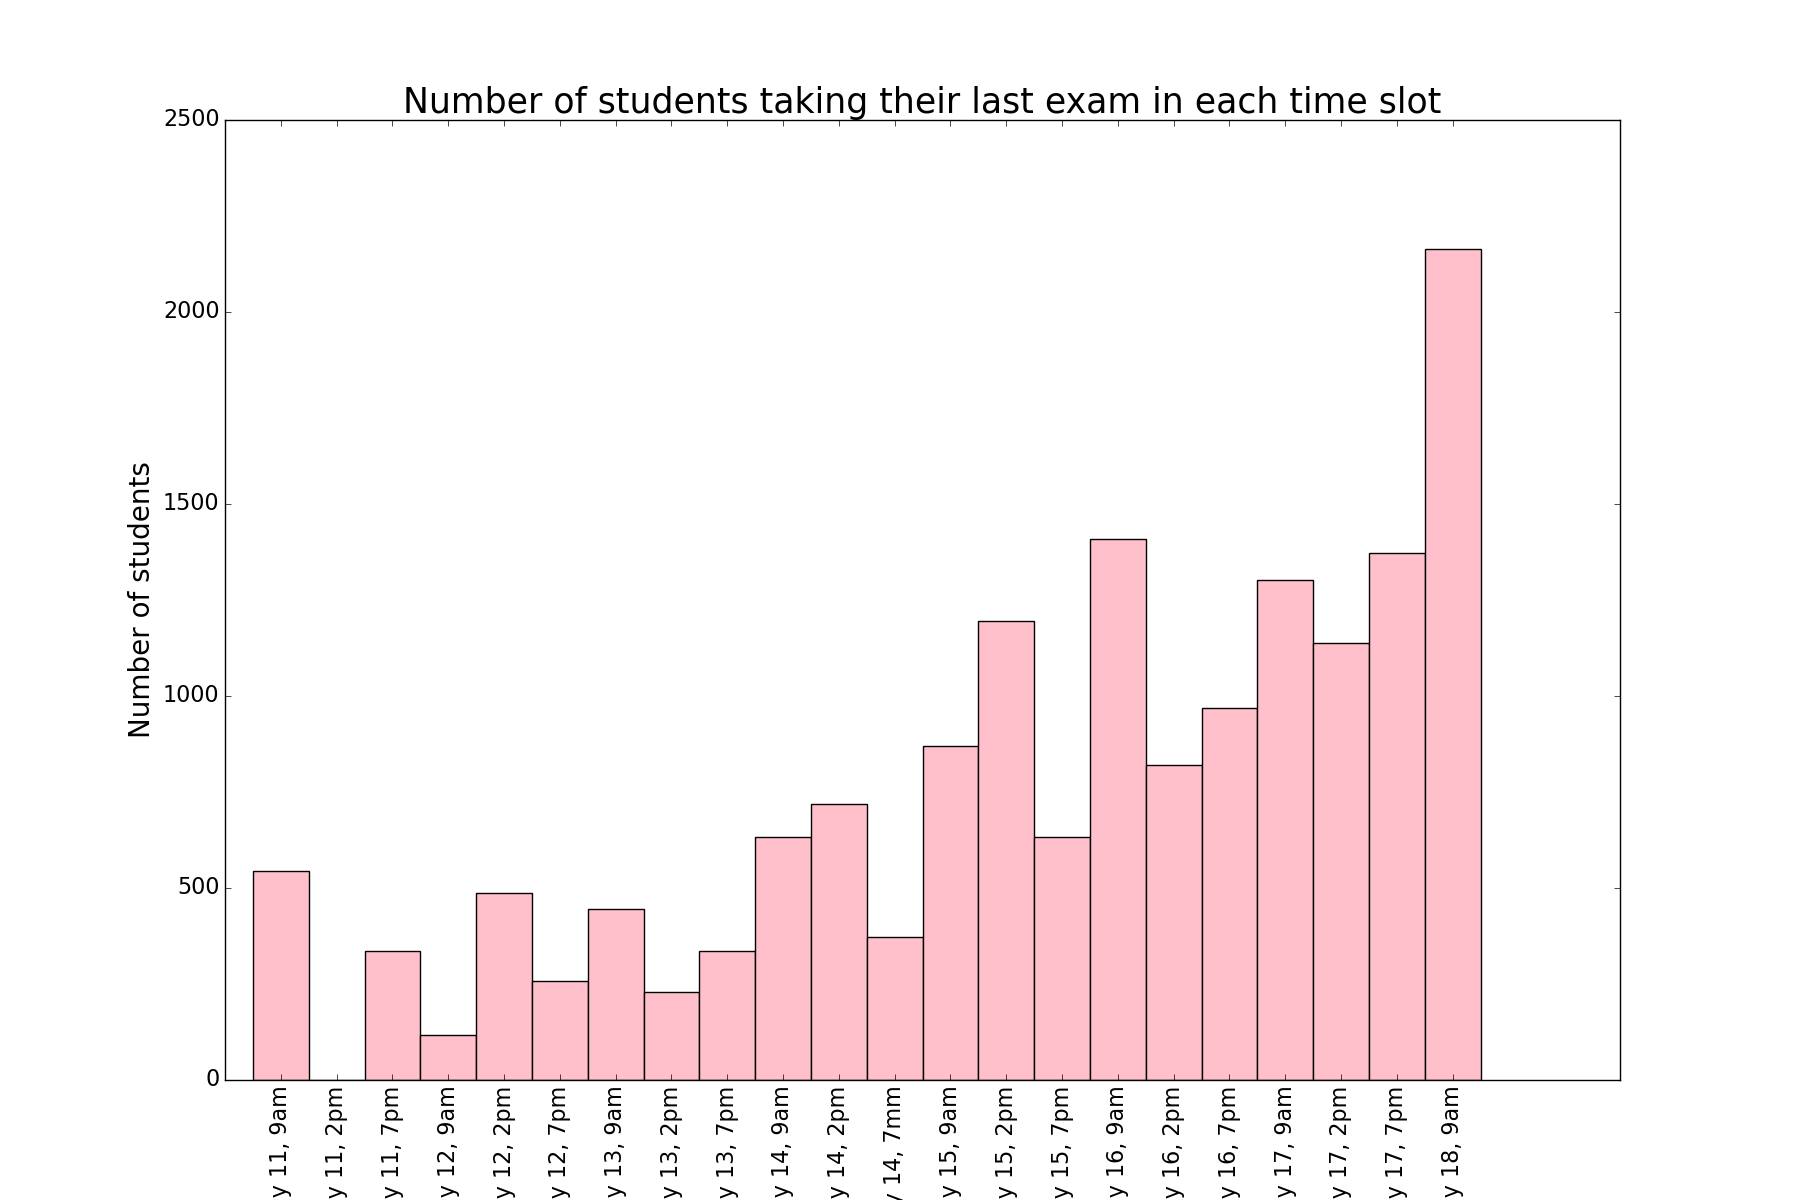 Number of students taking their last exam in each time slot
Number of students
2500
2000
1500
1000
500
0
y 11, 9am
y 11, 2pm
y 11, 7pm
y 12, 9am
y 12, 2pm
y 12, 7pm
y 13, 9am
y 13, 2pm
y 13, 7pm
y 14, 9am
y 14, 2pm
y 14, 7mm
y 15, 9am
y 15, 2pm
y 15, 7pm
y 16, 9am
y 16, 2pm
y 16, 7pm
y 17, 9am
y 17, 2pm
y 17, 7pm
y 18, 9am